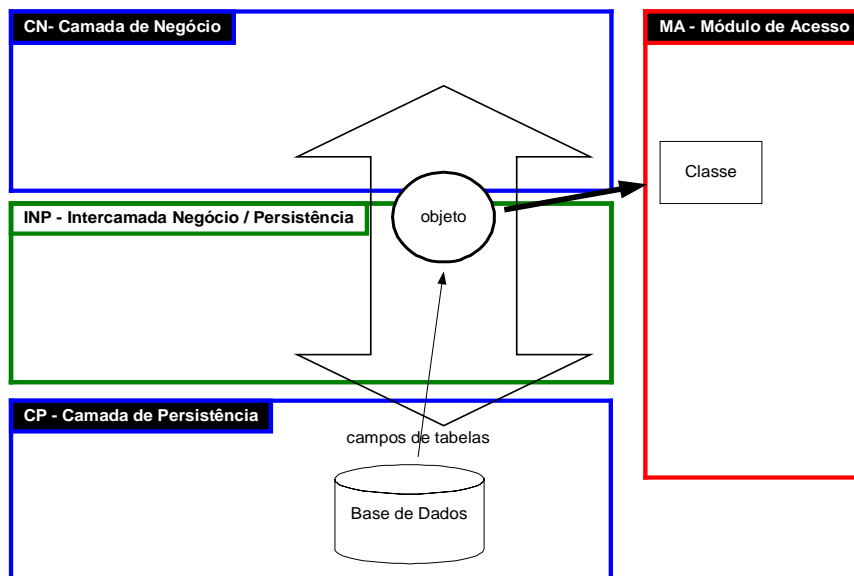 CN- Camada de Negócio
MA - Módulo de Acesso
Classe
INP - Intercamada Negócio / Persistência
objeto
CP - Camada de Persistência
campos de tabelas
Base de Dados